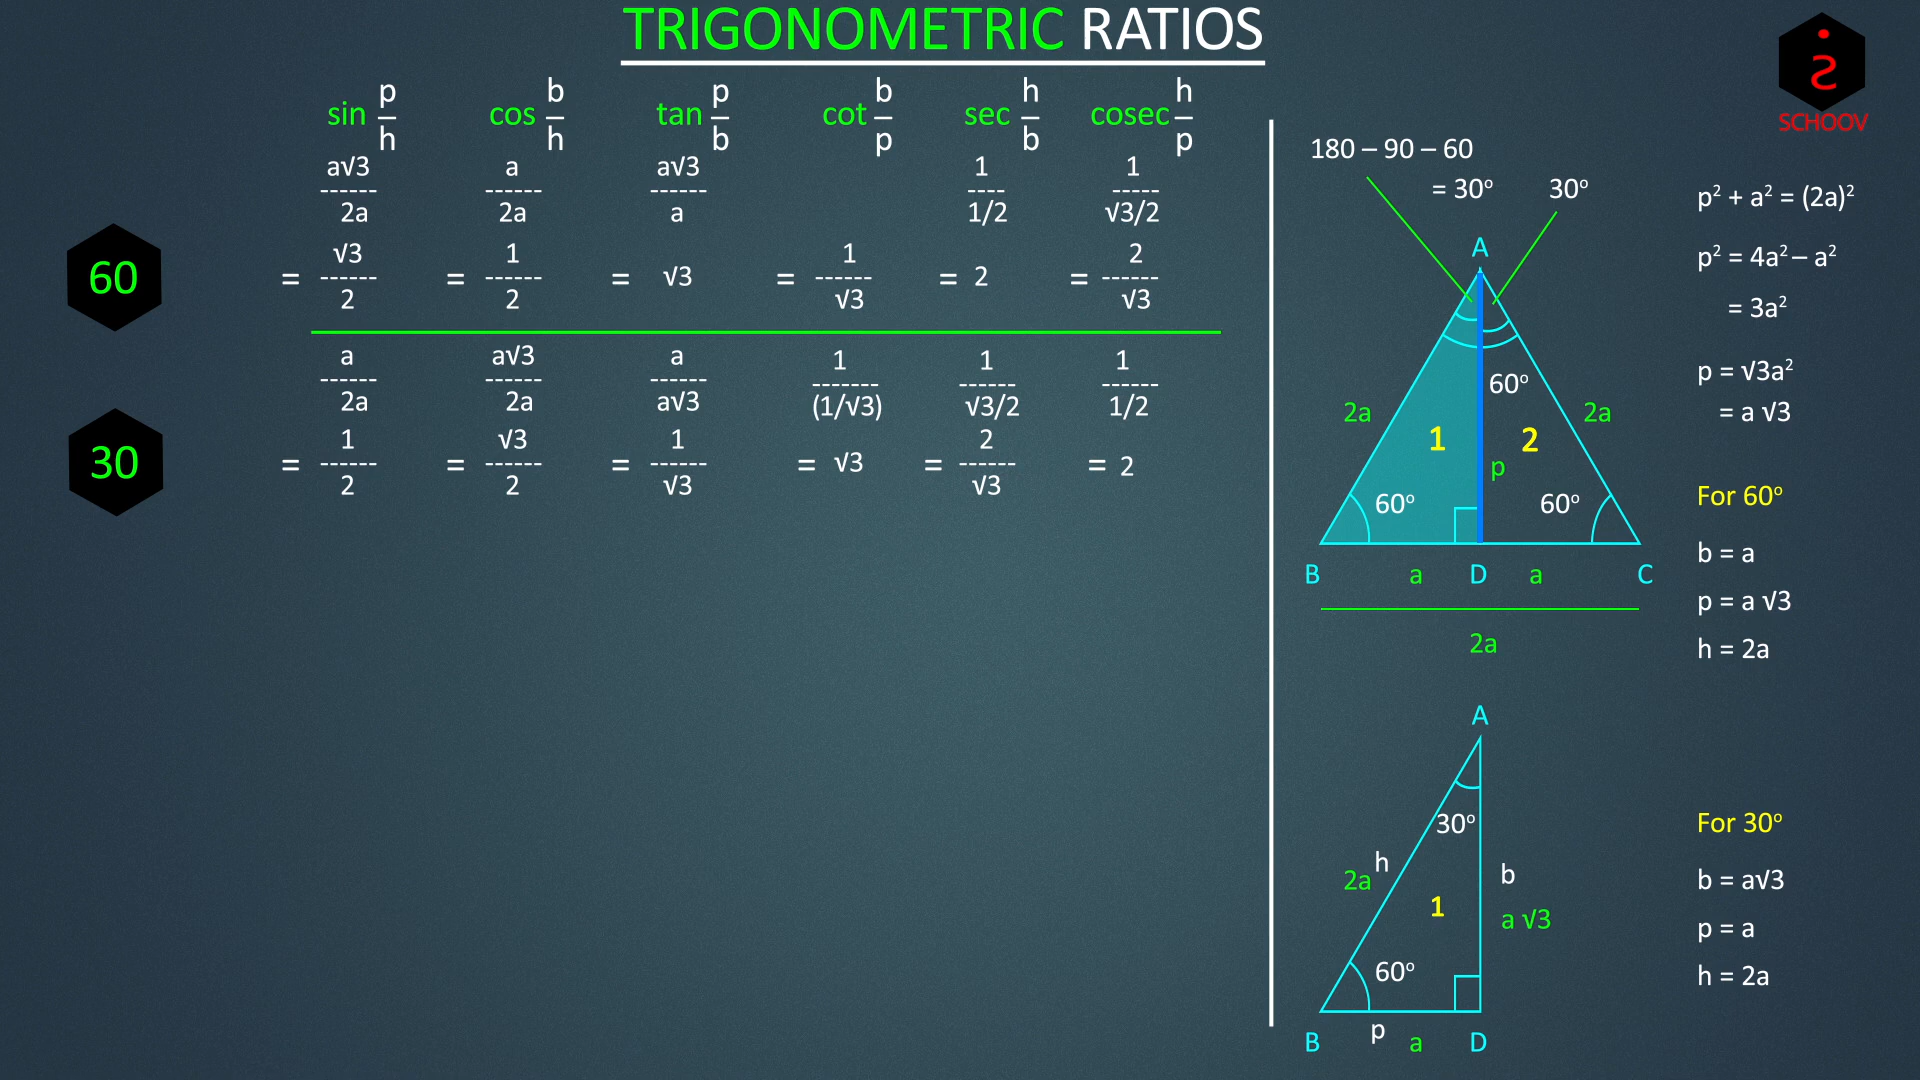 TRIGONOMETRIC RATIOS
SCHOOV
sin p/h cos b/h tan p/b cot b/p sec h/b cosec h/p
a√3/2a a/2a a√3/a 1/1/2 1/√3/2
60 = √3/2 = 1/2 = √3 = 1/√3 = 2 = 2/√3
a/2a a√3/2a a/a√3 1/(1/√3) 1/√3/2 1/1/2
30 = 1/2 = √3/2 = 1/√3 = √3 = 2/√3 = 2
180 – 90 – 60
= 30° 30°
A
60°
2a 2a
1 2
p
60° 60°
B a D a C
2a
A
30°
h
2a b
1 a √3
60°
p
B a D
p² + a² = (2a)²
p² = 4a² – a²
= 3a²
p = √3a²
= a √3
For 60°
b = a
p = a √3
h = 2a
For 30°
b = a√3
p = a
h = 2a